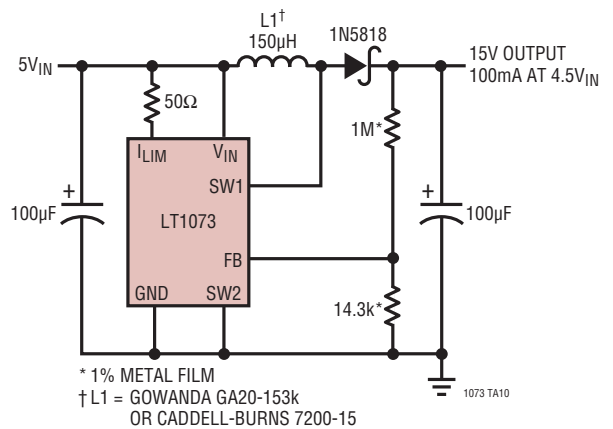 L1†
150µH
1N5818
5VIN
15V OUTPUT
100mA AT 4.5VIN
50Ω
1M*
ILIM
VIN
SW1
+
100µF
LT1073
+
100µF
FB
GND
SW2
14.3k*
* 1% METAL FILM
† L1 = GOWANDA GA20-153k
OR CADDELL-BURNS 7200-15
1073 TA10